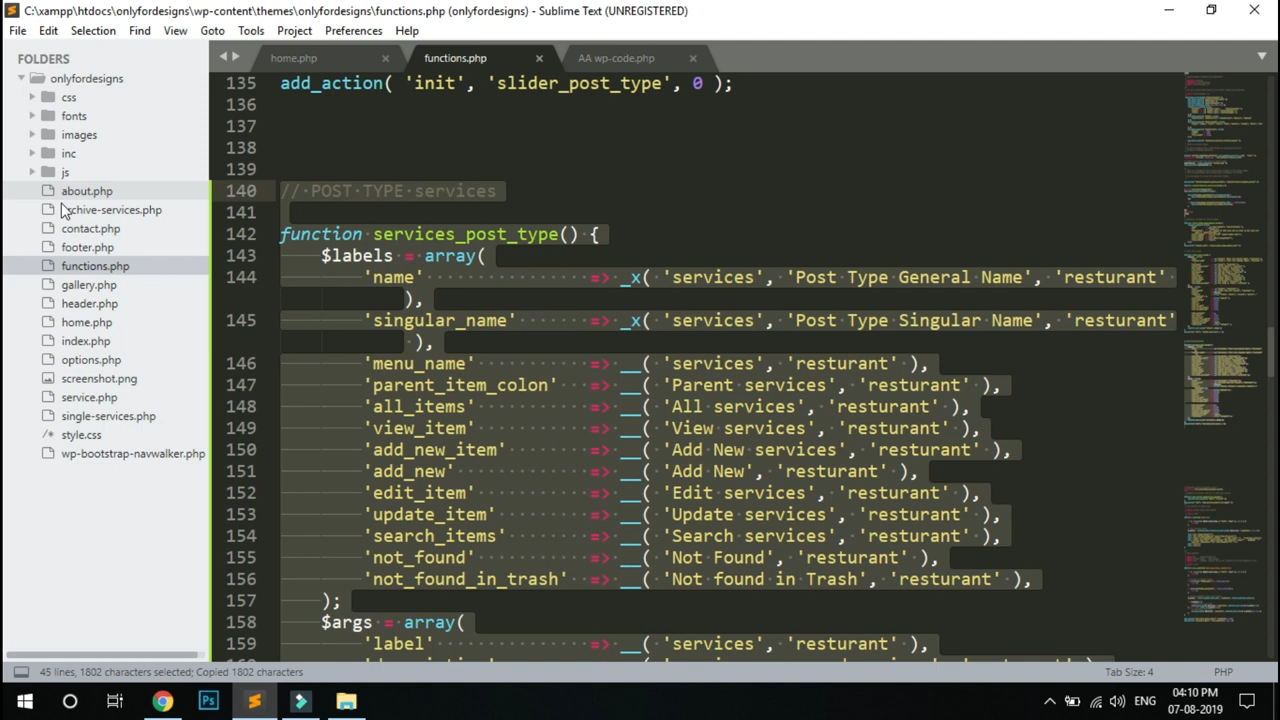 C:\xampp\htdocs\onlyfordesigns\wp-content\themes\onlyfordesigns\functions.php (onlyfordesigns) - Sublime Text (UNREGISTERED)
File Edit Selection Find View Goto Tools Project Preferences Help
FOLDERS
onlyfordesigns
css
fonts
images
inc
js
about.php
archive-services.php
contact.php
footer.php
functions.php
gallery.php
header.php
home.php
index.php
options.php
screenshot.png
service.php
single-services.php
/* style.css
wp-bootstrap-navwalker.php
home.php functions.php AA wp-code.php
135 add_action( 'init', 'slider_post_type', 0 );
136
137
138
139
140 // POST TYPE services
141
142 function services_post_type() {
143 $labels = array(
144 'name' => _x( 'services', 'Post Type General Name', 'resturant'
),
145 'singular_name' => _x( 'services', 'Post Type Singular Name', 'resturant'
),
146 'menu_name' => __( 'services', 'resturant' ),
147 'parent_item_colon' => __( 'Parent services', 'resturant' ),
148 'all_items' => __( 'All services', 'resturant' ),
149 'view_item' => __( 'View services', 'resturant' ),
150 'add_new_item' => __( 'Add New services', 'resturant' ),
151 'add_new' => __( 'Add New', 'resturant' ),
152 'edit_item' => __( 'Edit services', 'resturant' ),
153 'update_item' => __( 'Update services', 'resturant' ),
154 'search_items' => __( 'Search services', 'resturant' ),
155 'not_found' => __( 'Not Found', 'resturant' ),
156 'not_found_in_trash' => __( 'Not found in Trash', 'resturant' ),
157 );
158 $args = array(
159 'label' => __( 'services', 'resturant' ),
45 lines, 1802 characters selected; Copied 1802 characters Tab Size: 4 PHP
Ps ENG 04:10 PM
07-08-2019